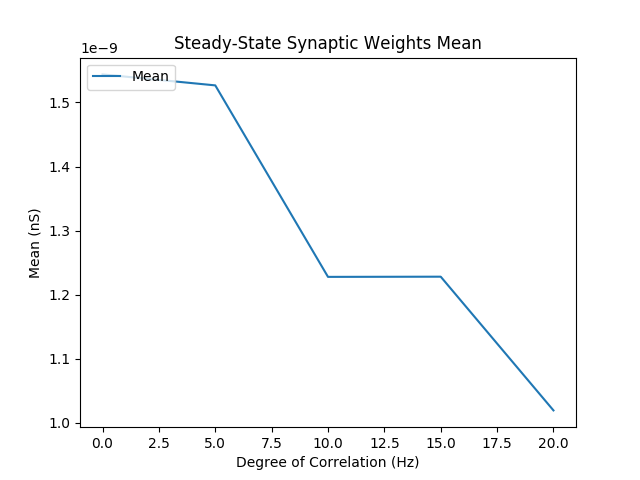 Steady-State Synaptic Weights Mean
1e−9
Mean
1.5
1.4
1.3
1.2
1.1
1.0
Mean (nS)
0.0 2.5 5.0 7.5 10.0 12.5 15.0 17.5 20.0
Degree of Correlation (Hz)